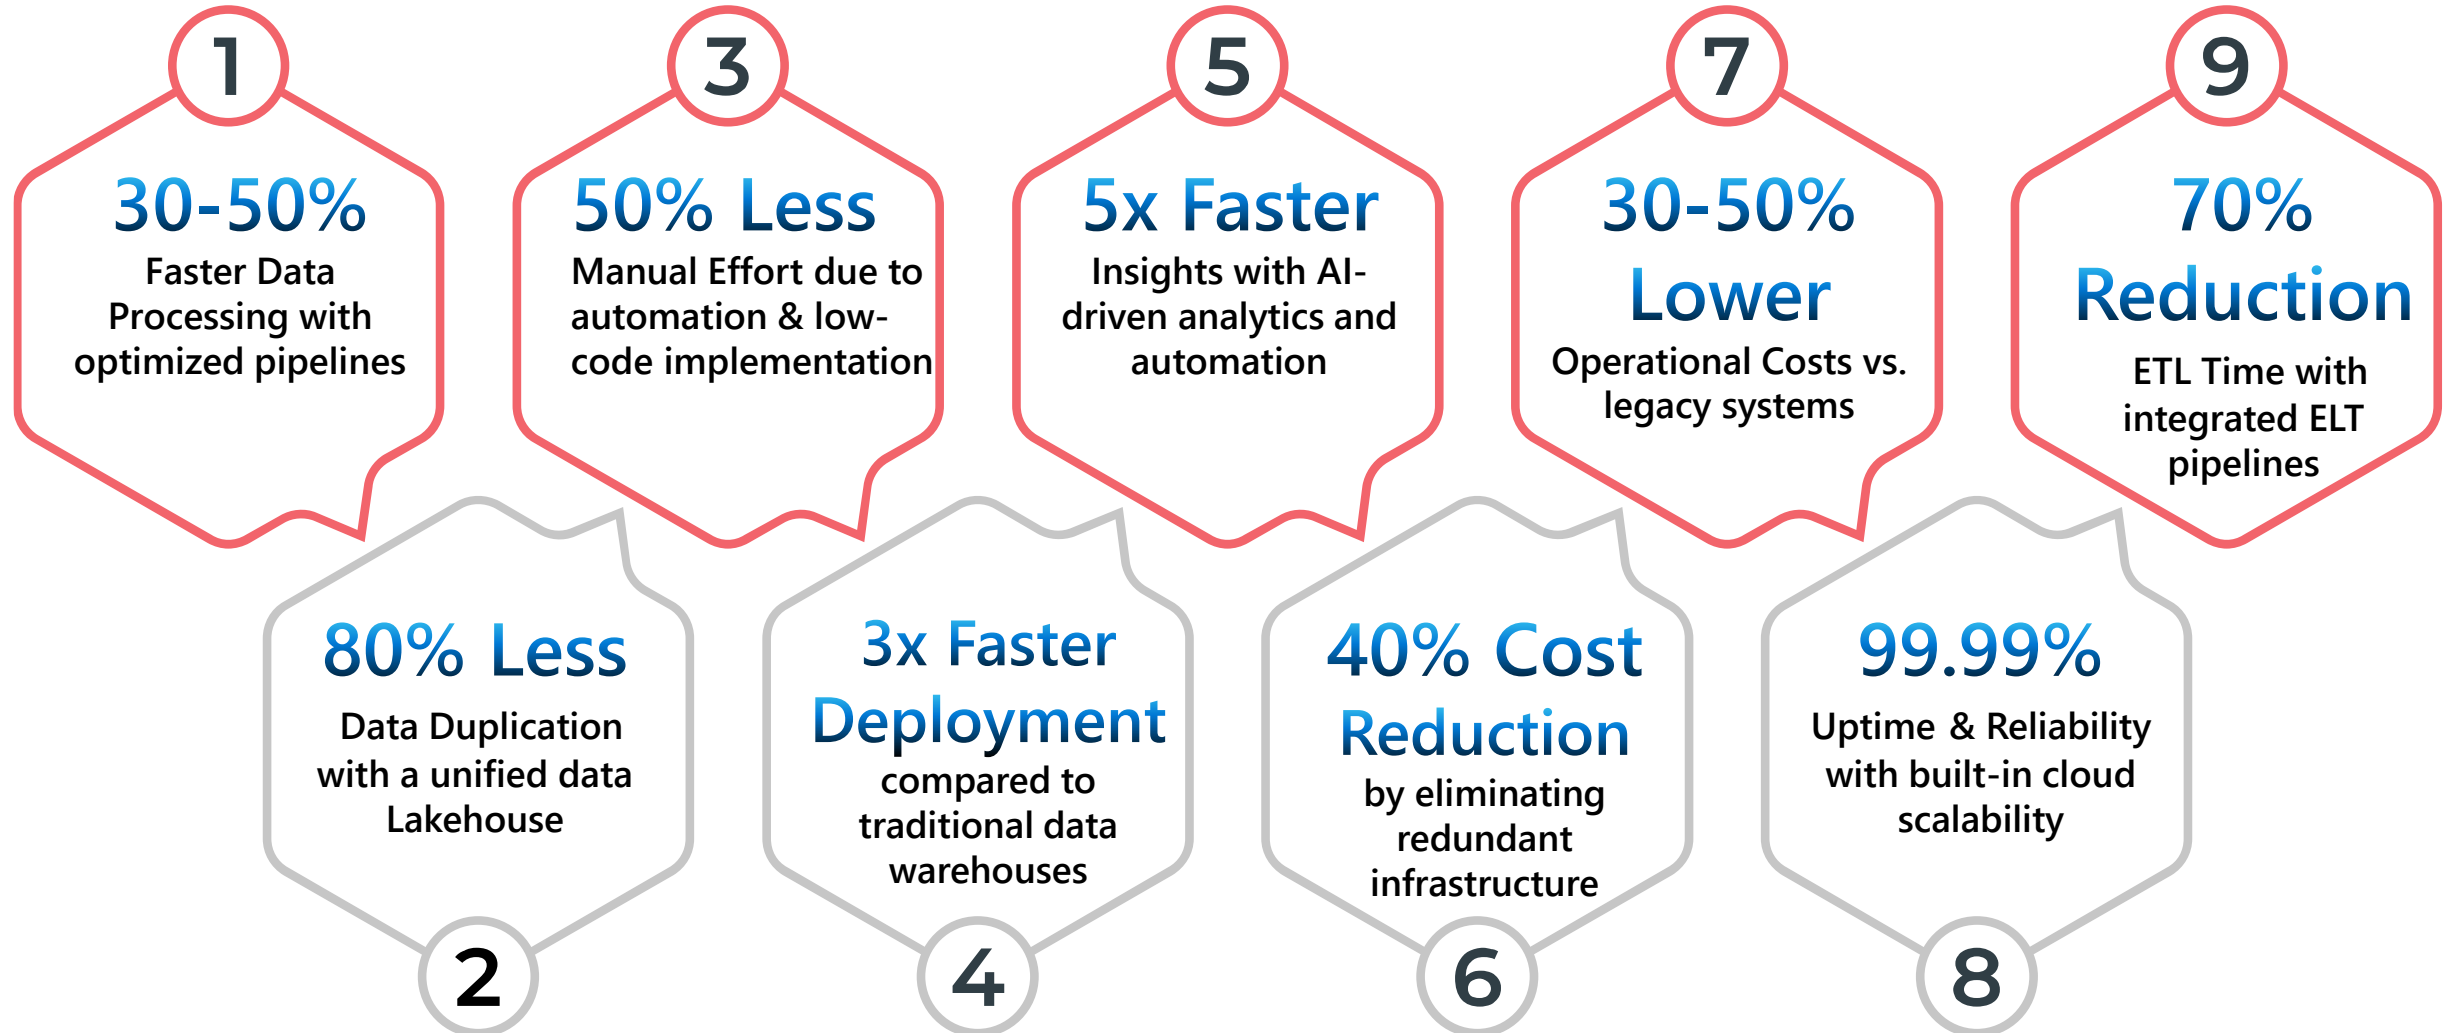 1
30-50%
Faster Data
Processing with
optimized pipelines
2
80% Less
Data Duplication
with a unified data
Lakehouse
3
50% Less
Manual Effort due to
automation & low-
code implementation
4
3x Faster
Deployment
compared to
traditional data
warehouses
5
5x Faster
Insights with AI-
driven analytics and
automation
6
40% Cost
Reduction
by eliminating
redundant
infrastructure
7
30-50%
Lower
Operational Costs vs.
legacy systems
8
99.99%
Uptime & Reliability
with built-in cloud
scalability
9
70%
Reduction
ETL Time with
integrated ELT
pipelines